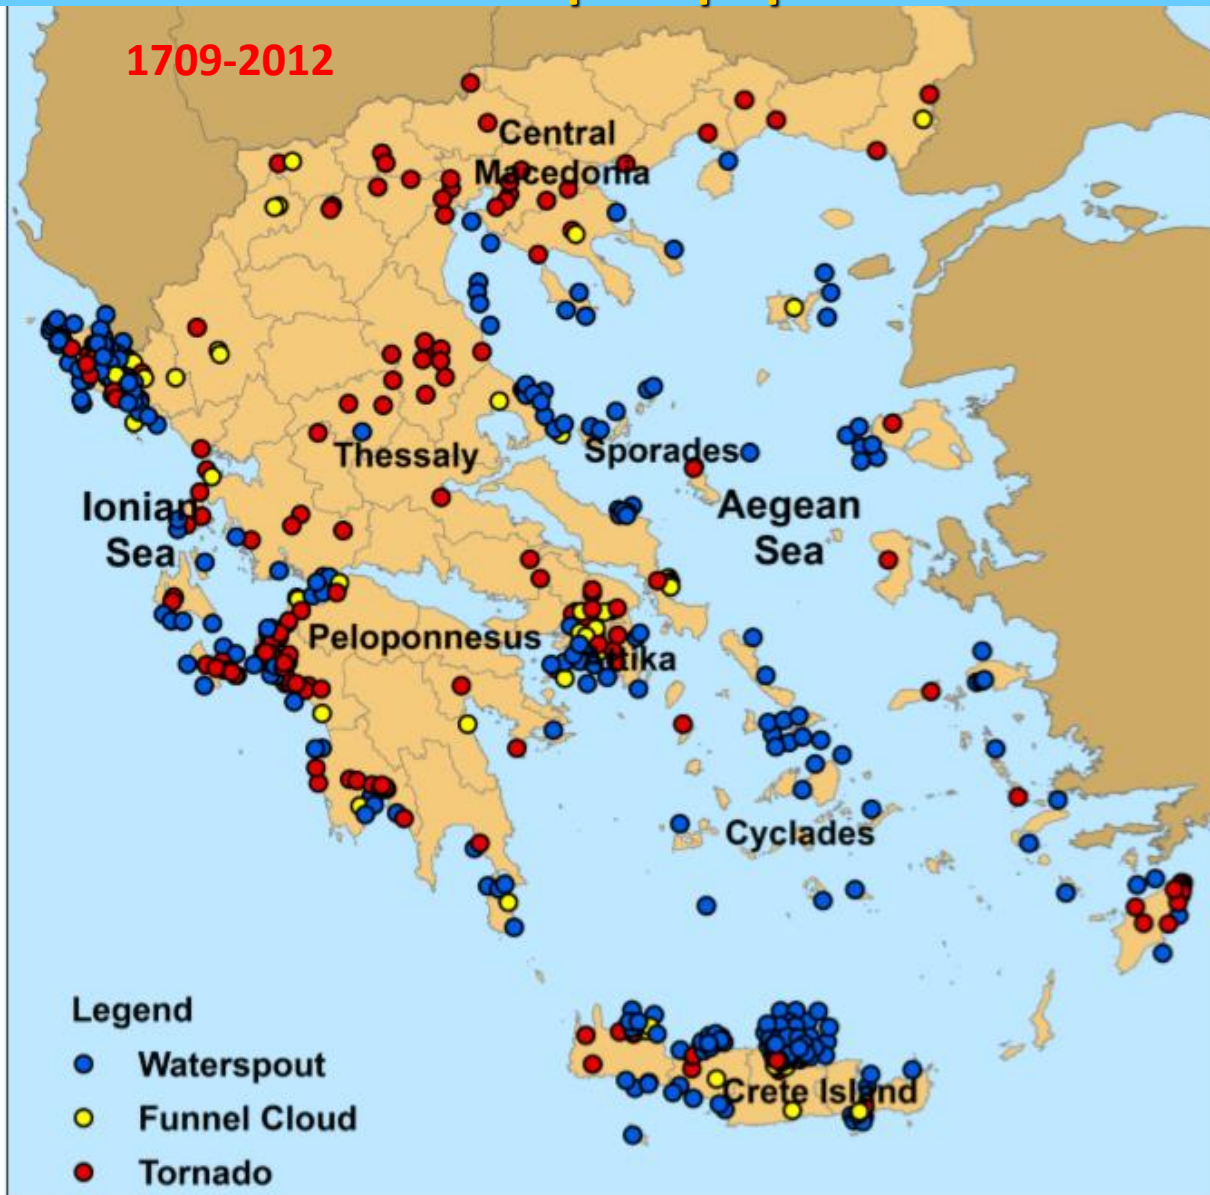 1709-2012
Central
Macedonia
Thessaly
Sporades
Ionian
Sea
Aegean
Sea
Peloponnesus
Attika
Cyclades
Crete Island
Legend
Waterspout
Funnel Cloud
Tornado